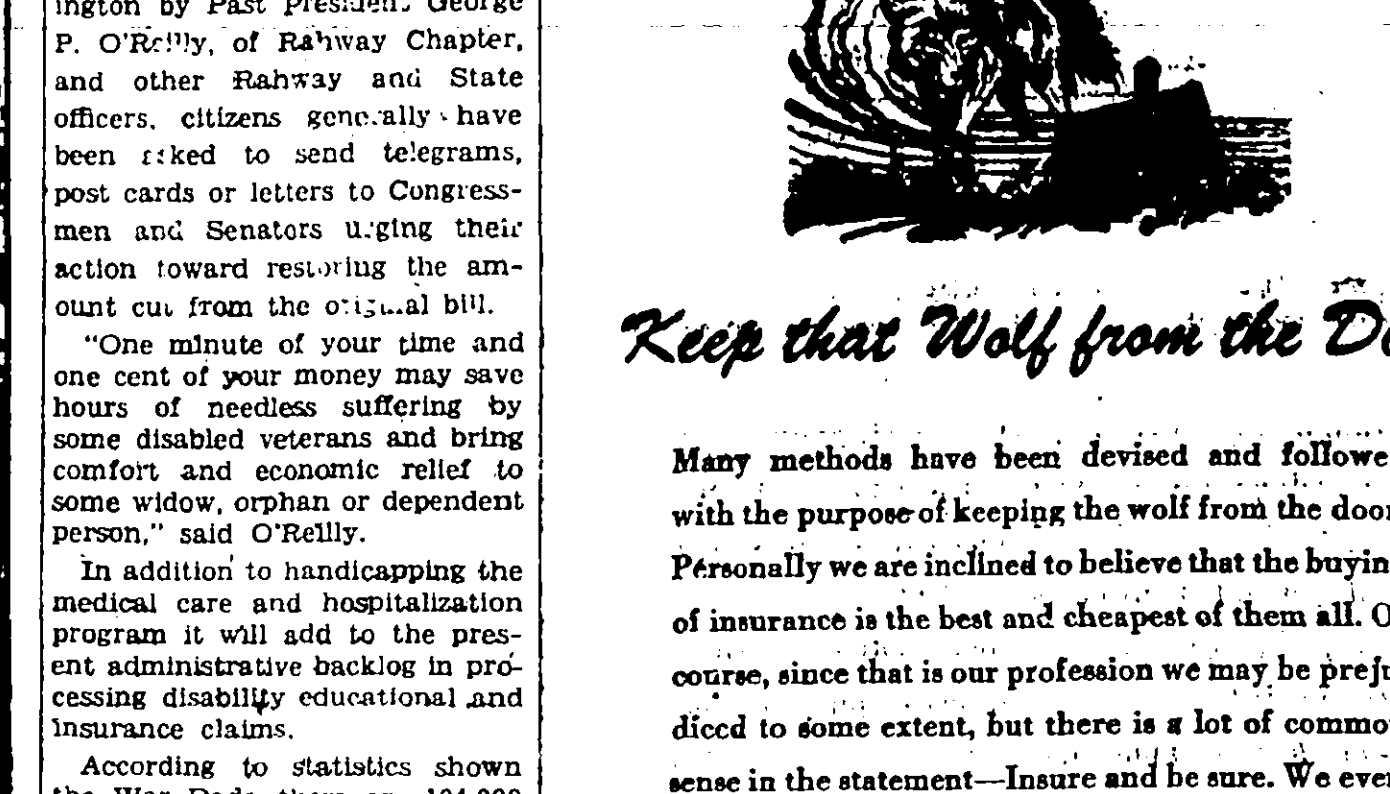 ington by Past President George
P. O'Reilly, of Rahway Chapter,
and other Rahway and State
officers, citizens generally have
been asked to send telegrams,
post cards or letters to Congress-
men and Senators urging their
action toward restoring the am-
ount cut from the original bill.
"One minute of your time and
one cent of your money may save
hours of needless suffering by
some disabled veterans and bring
comfort and economic relief to
some widow, orphan or dependent
person," said O'Reilly.
In addition to handicapping the
medical care and hospitalization
program it will add to the pres-
ent administrative backlog in pro-
cessing disability educational and
insurance claims.
According to statistics shown
Keep that Wolf from the
Many methods have been devised and followe
with the purpose of keeping the wolf from the door
Personally we are inclined to believe that the buyin
of insurance is the best and cheapest of them all. O
course, since that is our profession we may be preju
diced to some extent, but there is a lot of commo
sense in the statement—Insure and be sure. We eve